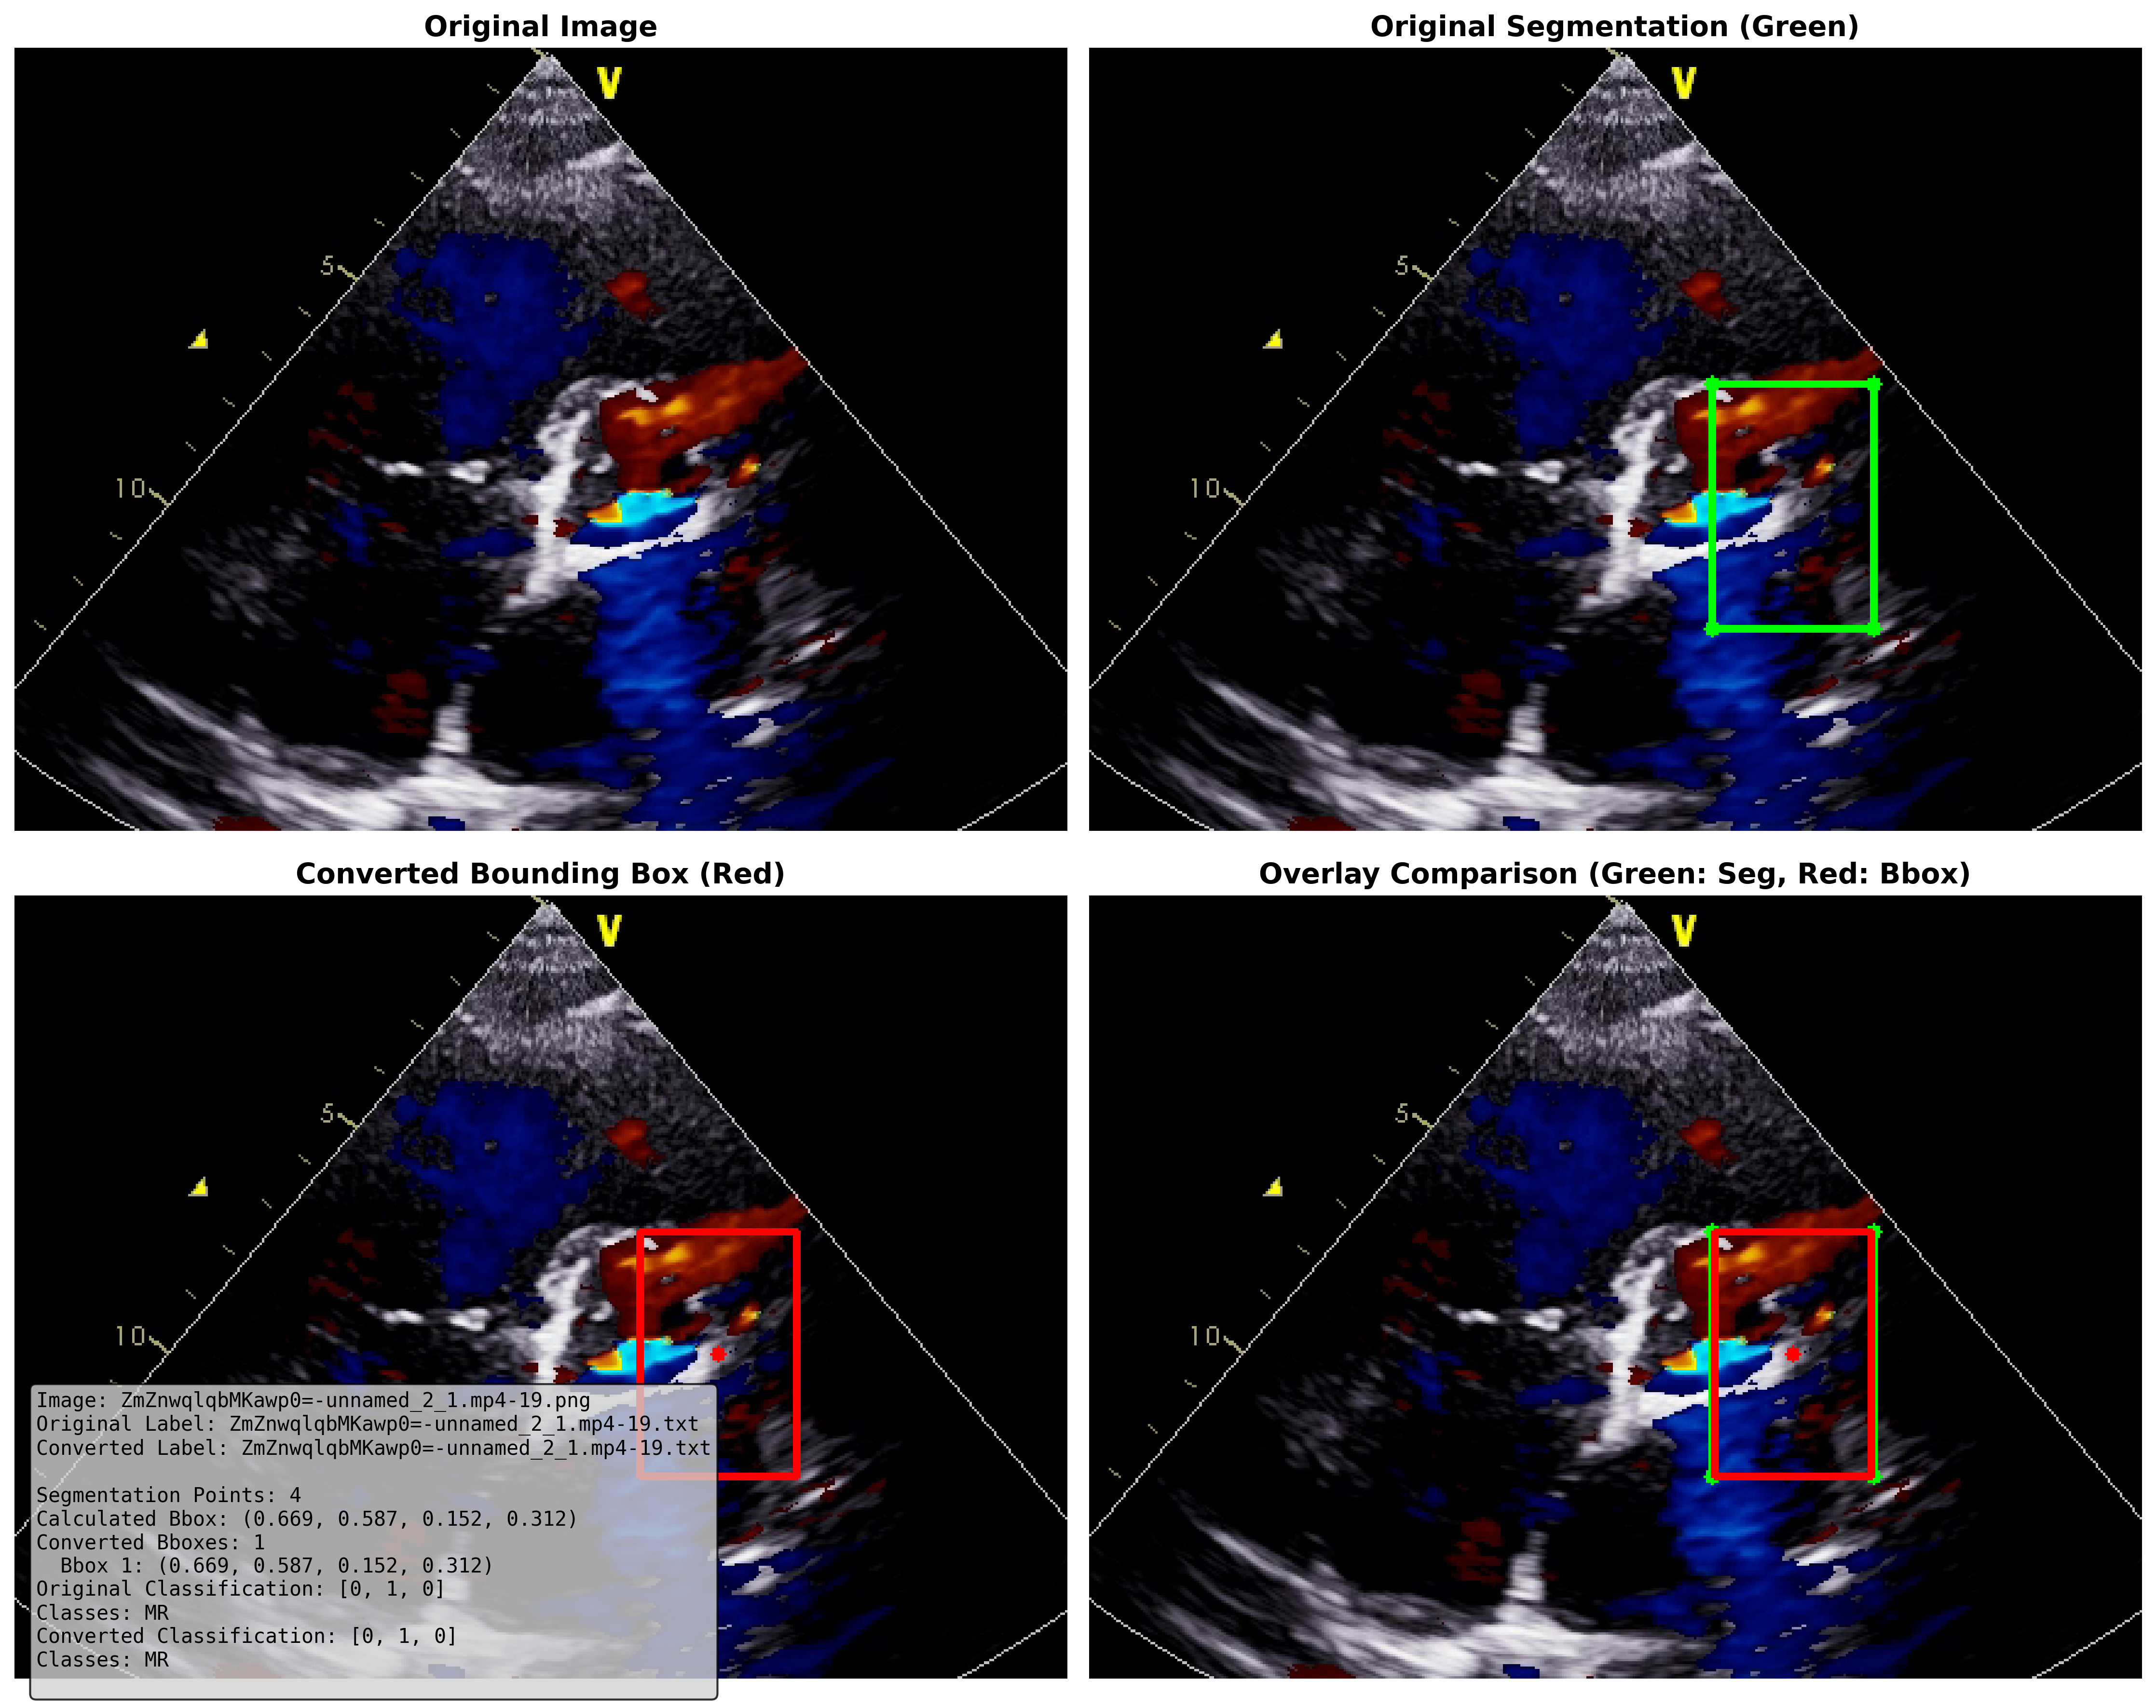 Original Image
Original Segmentation (Green)
V
5
10
V
5
10
Converted Bounding Box (Red)
Overlay Comparison (Green: Seg, Red: Bbox)
V
5
10
V
5
10
Image: ZmZnwqlqbMKawp0=-unnamed_2_1.mp4-19.png
Original Label: ZmZnwqlqbMKawp0=-unnamed_2_1.mp4-19.txt
Converted Label: ZmZnwqlqbMKawp0=-unnamed_2_1.mp4-19.txt
Segmentation Points: 4
Calculated Bbox: (0.669, 0.587, 0.152, 0.312)
Converted Bboxes: 1
Bbox 1: (0.669, 0.587, 0.152, 0.312)
Original Classification: [0, 1, 0]
Classes: MR
Converted Classification: [0, 1, 0]
Classes: MR